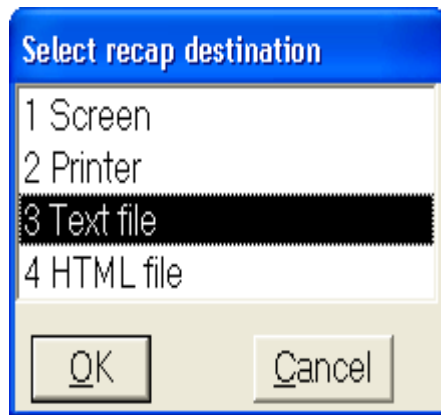 Select recap destination
1 Screen
2 Printer
3 Text file
4 HTML file
OK
Cancel